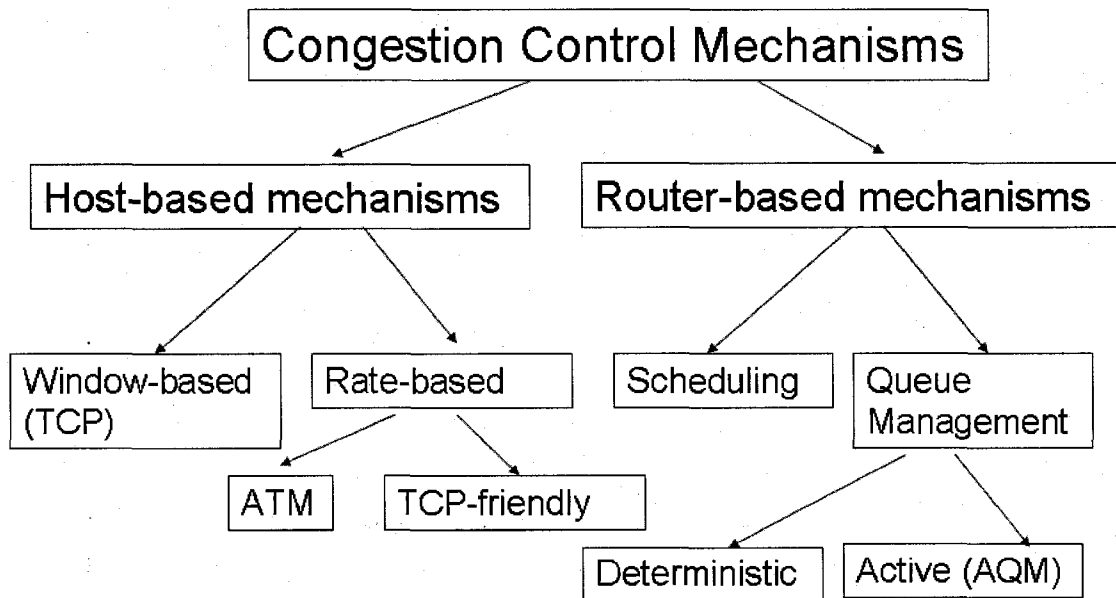 Congestion Control Mechanisms
Host-based mechanisms
Router-based mechanisms
Window-based
(TCP)
Rate-based
Scheduling
Queue
Management
ATM
TCP-friendly
Deterministic
Active (AQM)